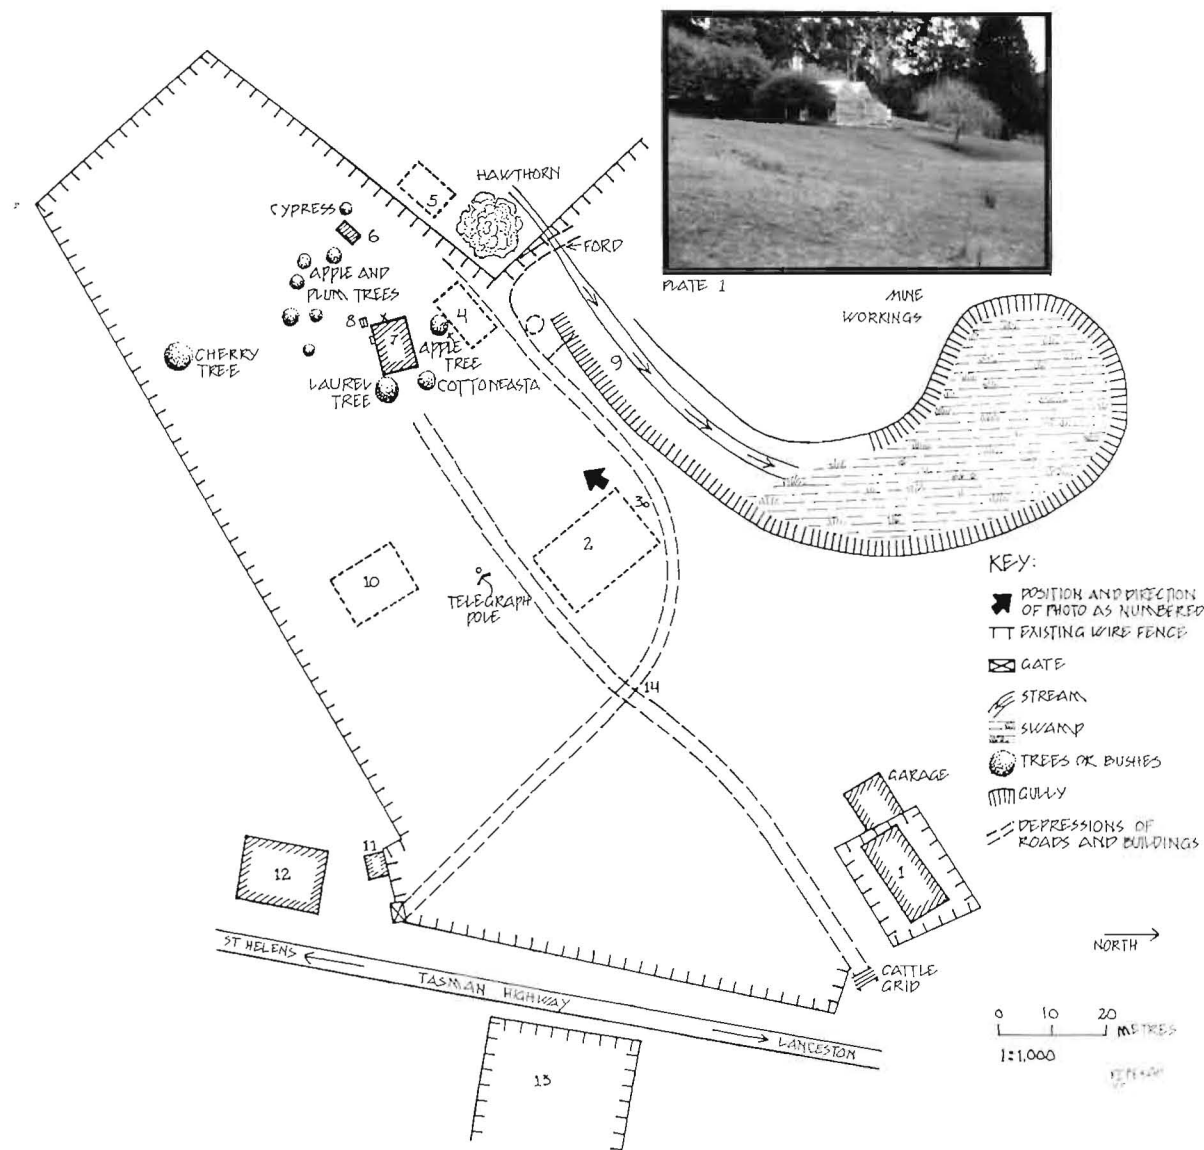 PLATE 1
HAWTHORN
5
CYPRESS
6
FORD
APPLE AND
PLUM TREES
MINE
WORKINGS
4
8
7
9
CHERRY
TREE
APPLE
TREE
LAUREL
TREE
COTTONEASTA
3
2
10
TELEGRAPH
POLE
14
KEY:
POSITION AND DIRECTION
OF PHOTO AS NUMBERED
EXISTING WIRE FENCE
GATE
STREAM
SWAMP
TREES OR BUSHES
GULLY
DEPRESSIONS OF
ROADS AND BUILDINGS
GARAGE
1
11
12
NORTH
CATTLE
GRID
ST HELENS
TASMAN HIGHWAY
LANCESTON
13
0 10 20
METRES
1:1,000